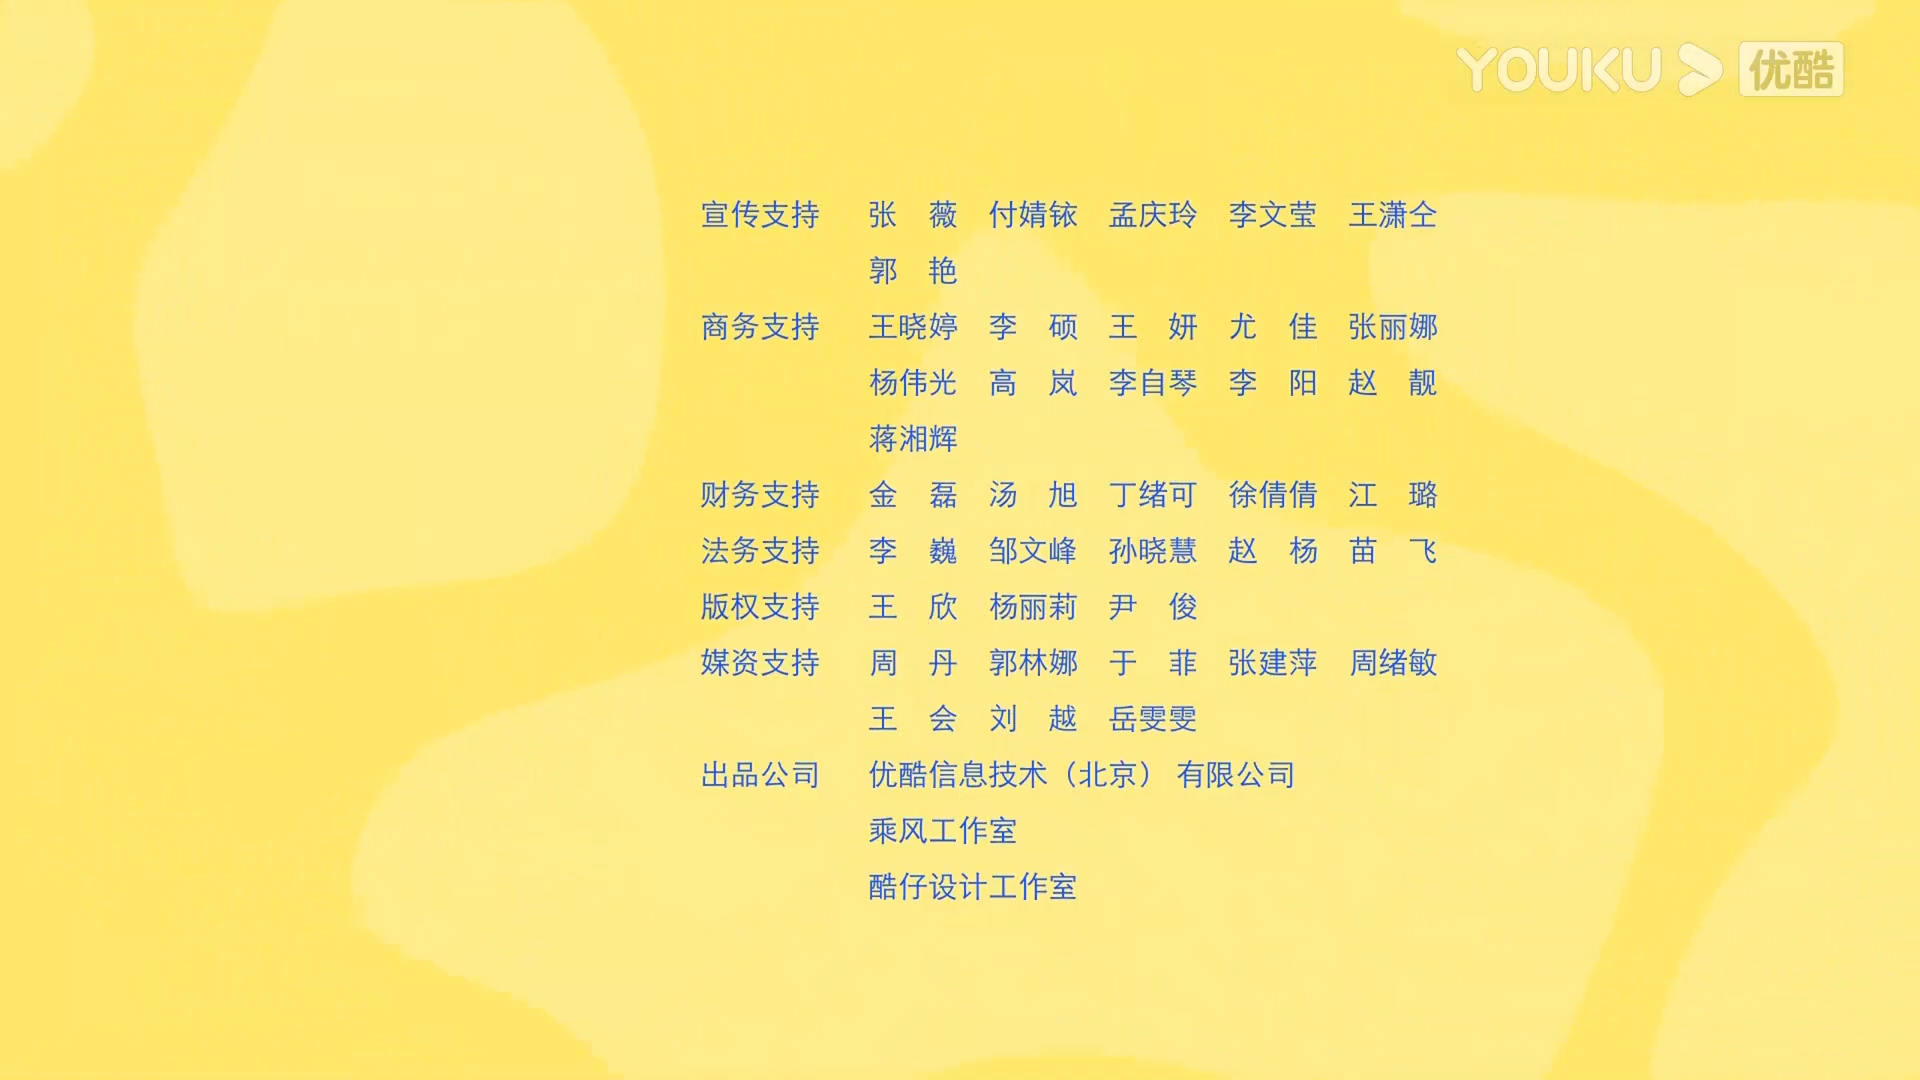 YOUKU 优酷
宣传支持 张 薇 付婧铱 孟庆玲 李文莹 王潇仝
郭 艳
商务支持 王晓婷 李 硕 王 妍 尤 佳 张丽娜
杨伟光 高 岚 李自琴 李 阳 赵 靓
蒋湘辉
财务支持 金 磊 汤 旭 丁绪可 徐倩倩 江 璐
法务支持 李 巍 邹文峰 孙晓慧 赵 杨 苗 飞
版权支持 王 欣 杨丽莉 尹 俊
媒资支持 周 丹 郭林娜 于 菲 张建萍 周绪敏
王 会 刘 越 岳雯雯
出品公司 优酷信息技术（北京） 有限公司
乘风工作室
酷仔设计工作室